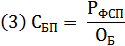 (3) С_БП = Р_ФСП / О_Б